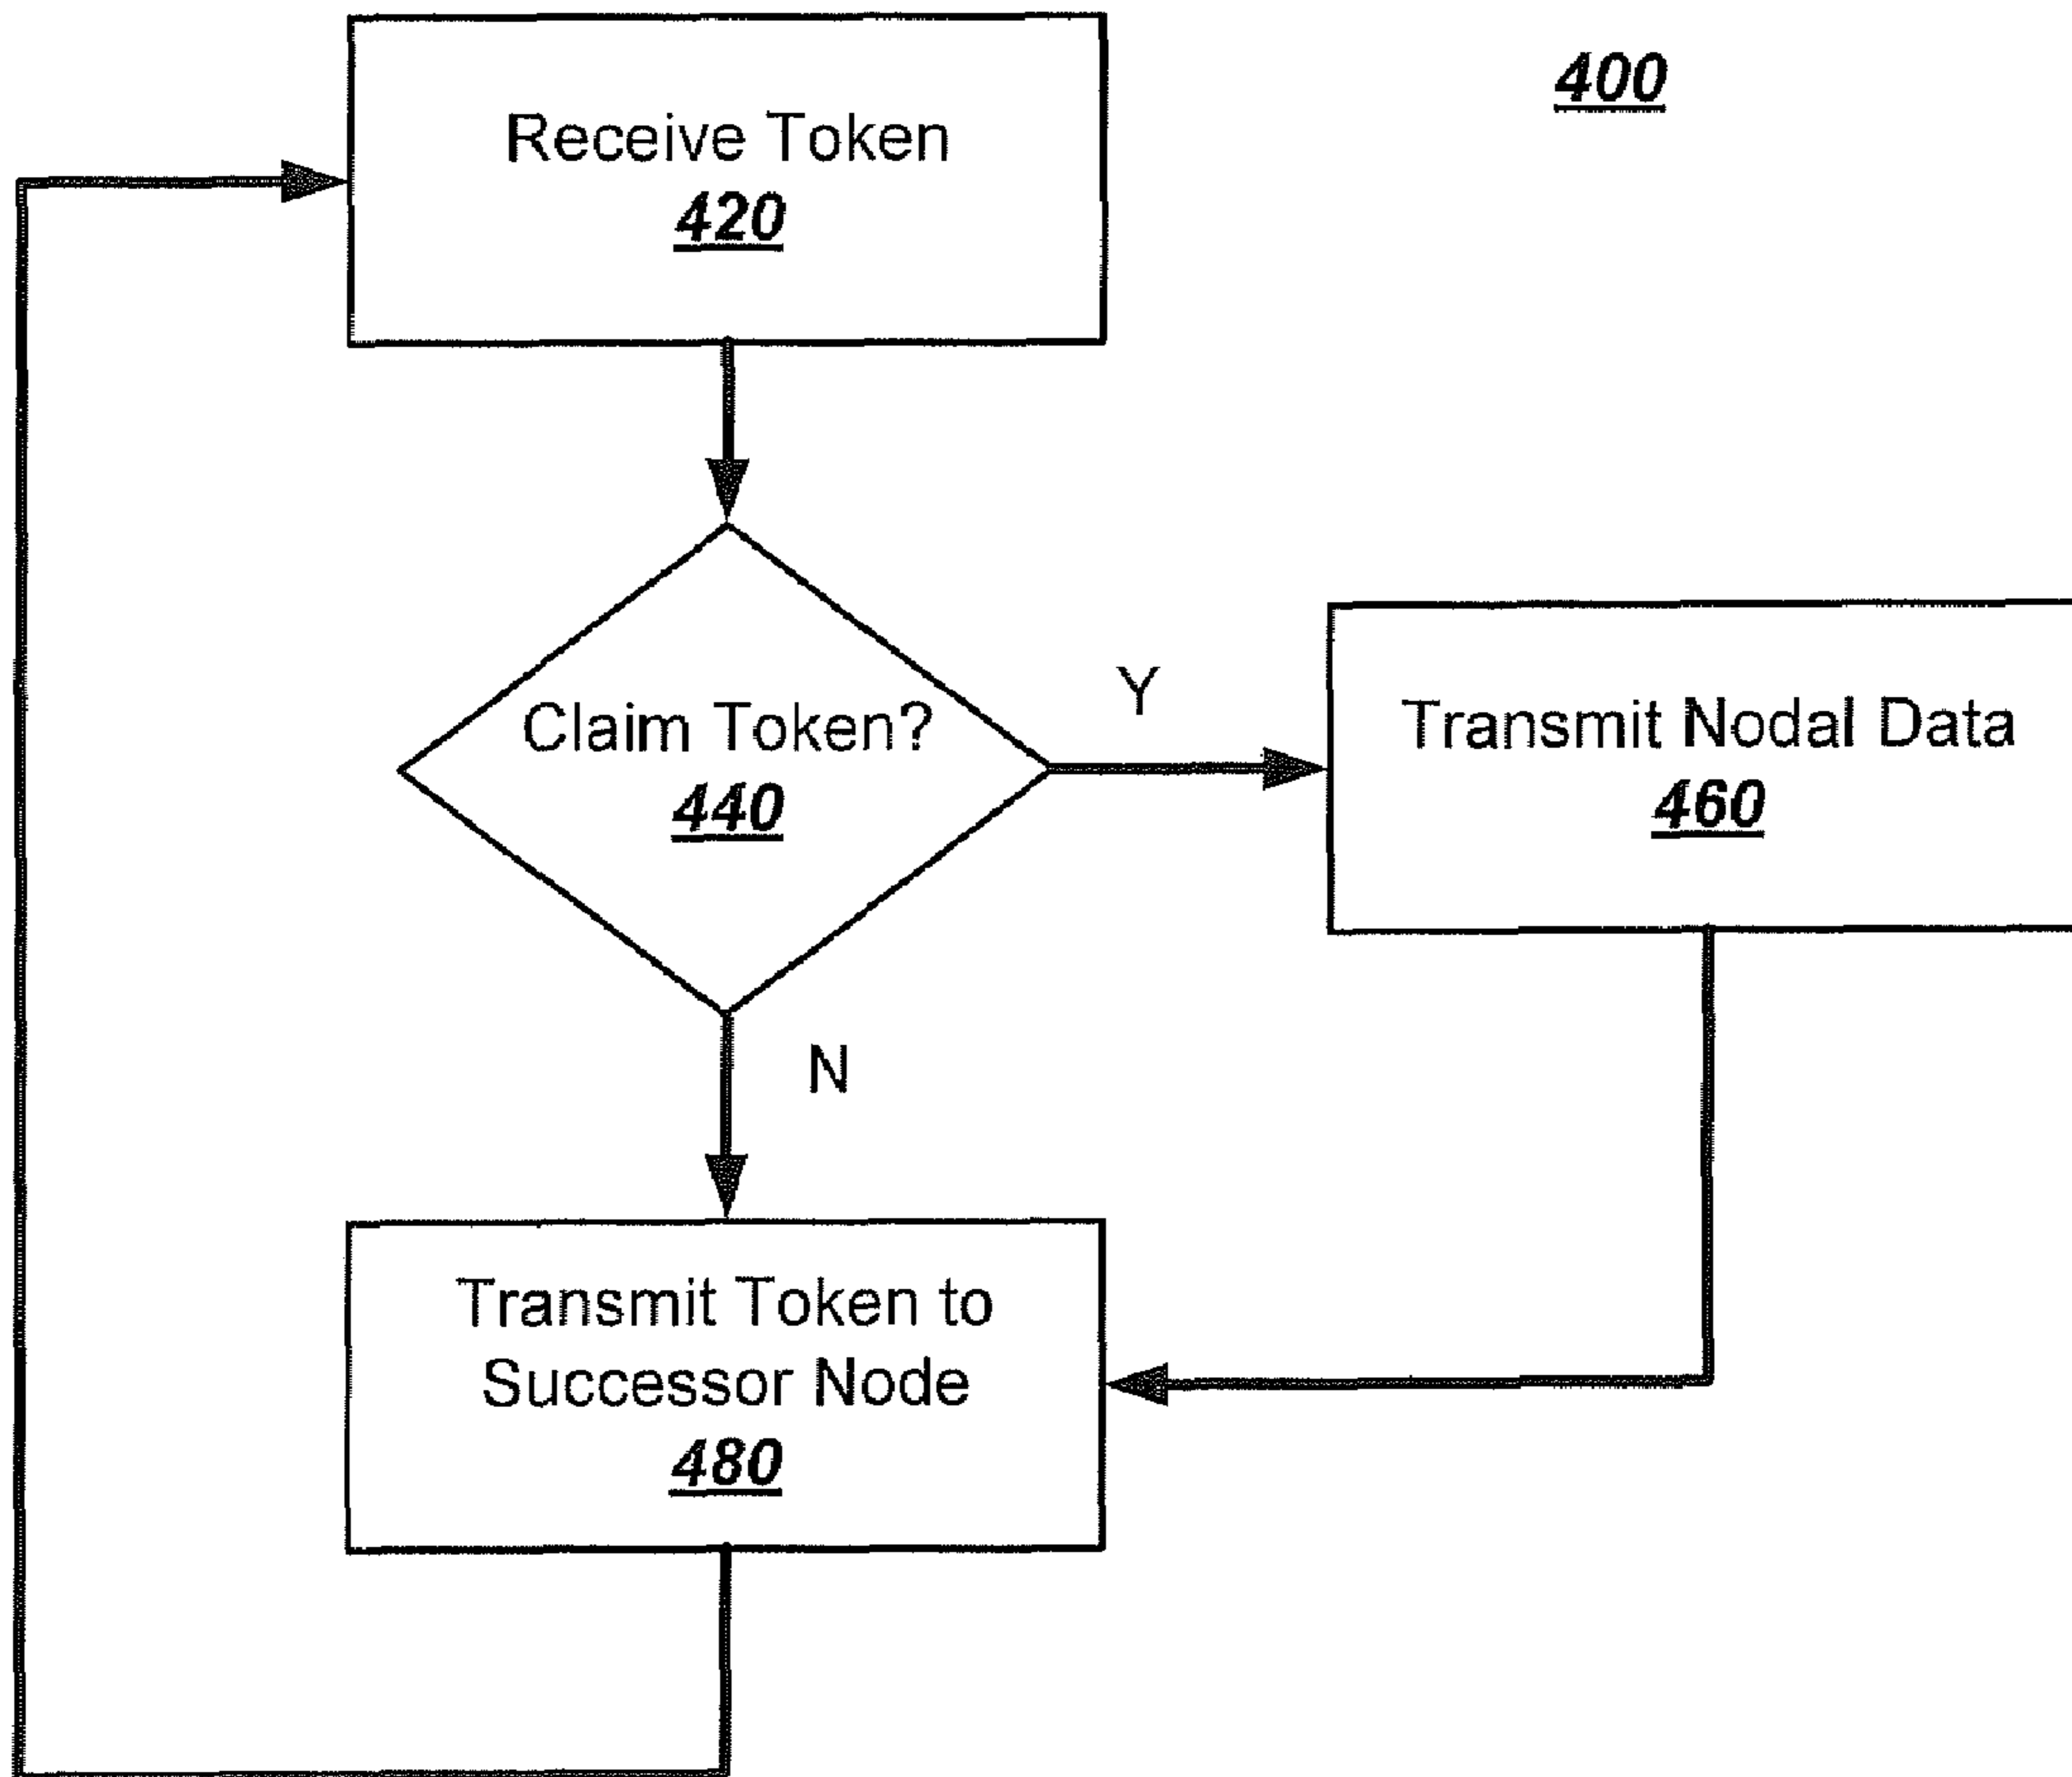 400
Receive Token
420
Claim Token?
440
Y
Transmit Nodal Data
460
N
Transmit Token to
Successor Node
480